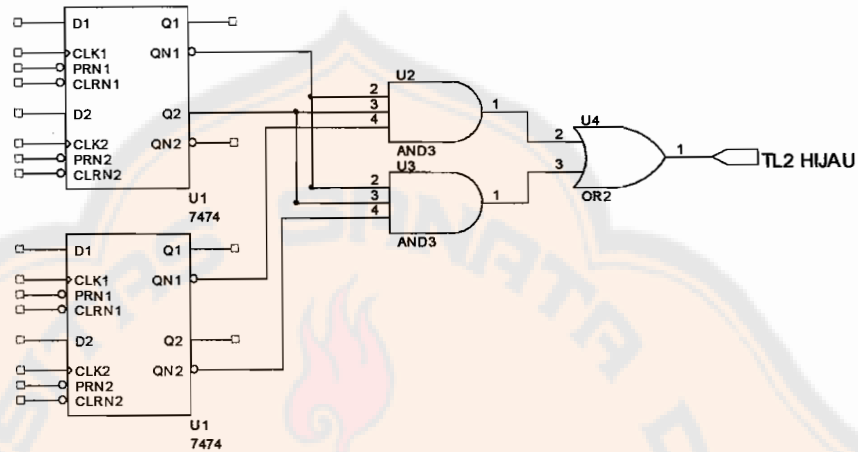 D1
Q1
CLK1
QN1
PRN1
CLRN1
D2
Q2
CLK2
QN2
PRN2
CLRN2
U1
7474
U2
2
3
4
1
AND3
U3
2
3
4
1
AND3
U4
2
3
1
OR2
TL2 HIJAU
D1
Q1
CLK1
QN1
PRN1
CLRN1
D2
Q2
CLK2
QN2
PRN2
CLRN2
U1
7474
SITAS SANATA D